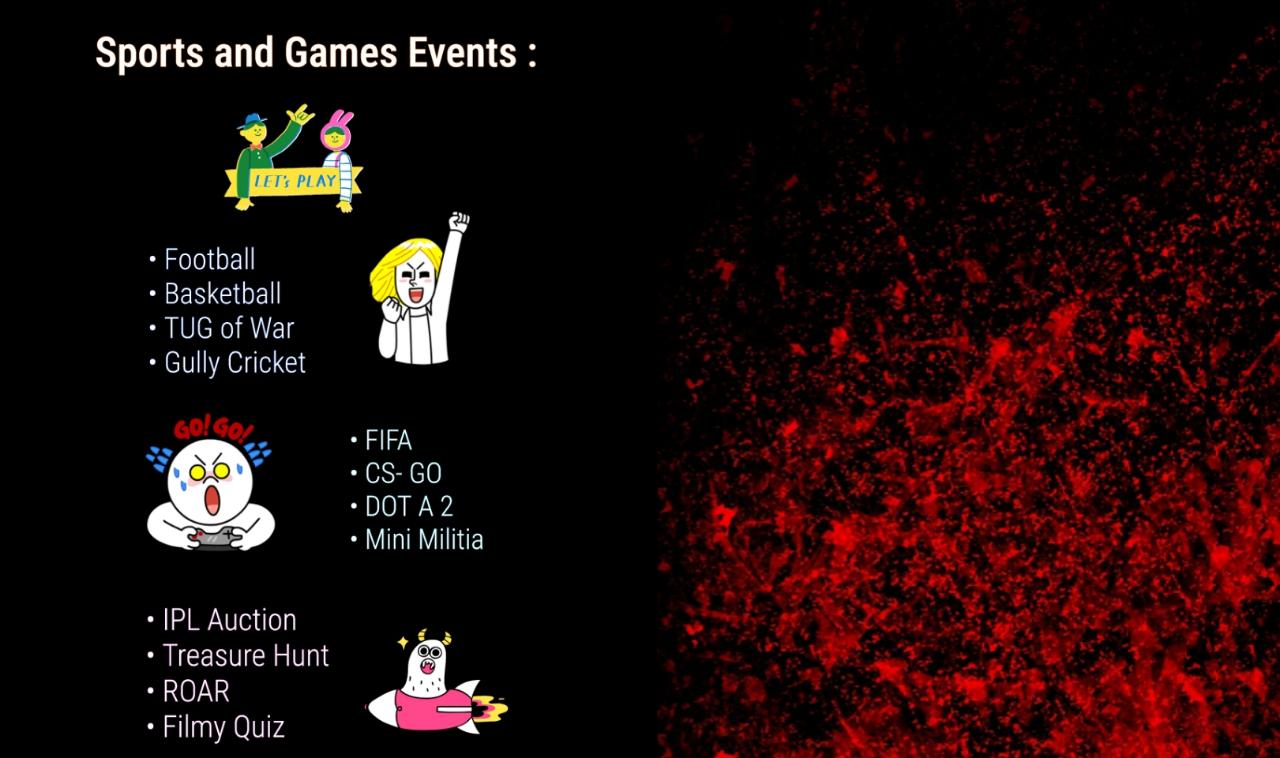 Sports and Games Events :
LET's PLAY
• Football
• Basketball
• TUG of War
• Gully Cricket
GO! GO!
• FIFA
• CS- GO
• DOT A 2
• Mini Militia
• IPL Auction
• Treasure Hunt
• ROAR
• Filmy Quiz